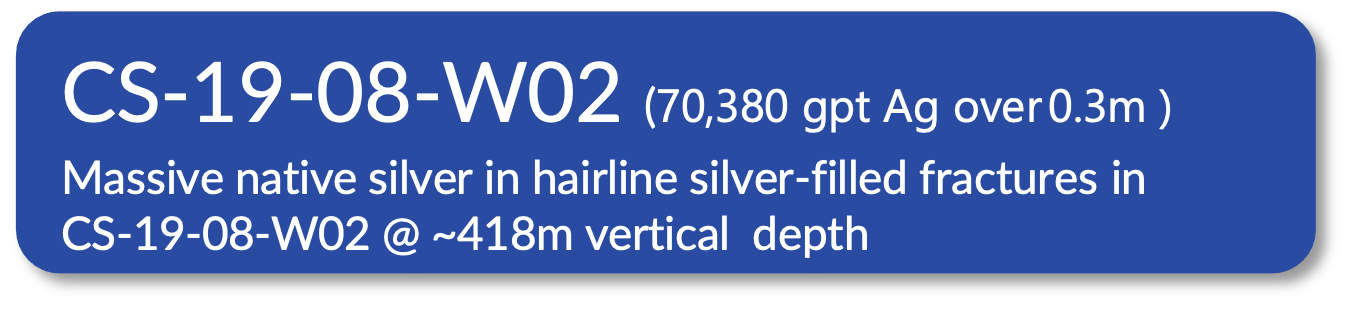 CS-19-08-W02 (70,380 gpt Ag over 0.3m )
Massive native silver in hairline silver-filled fractures in
CS-19-08-W02 @ ~418m vertical  depth